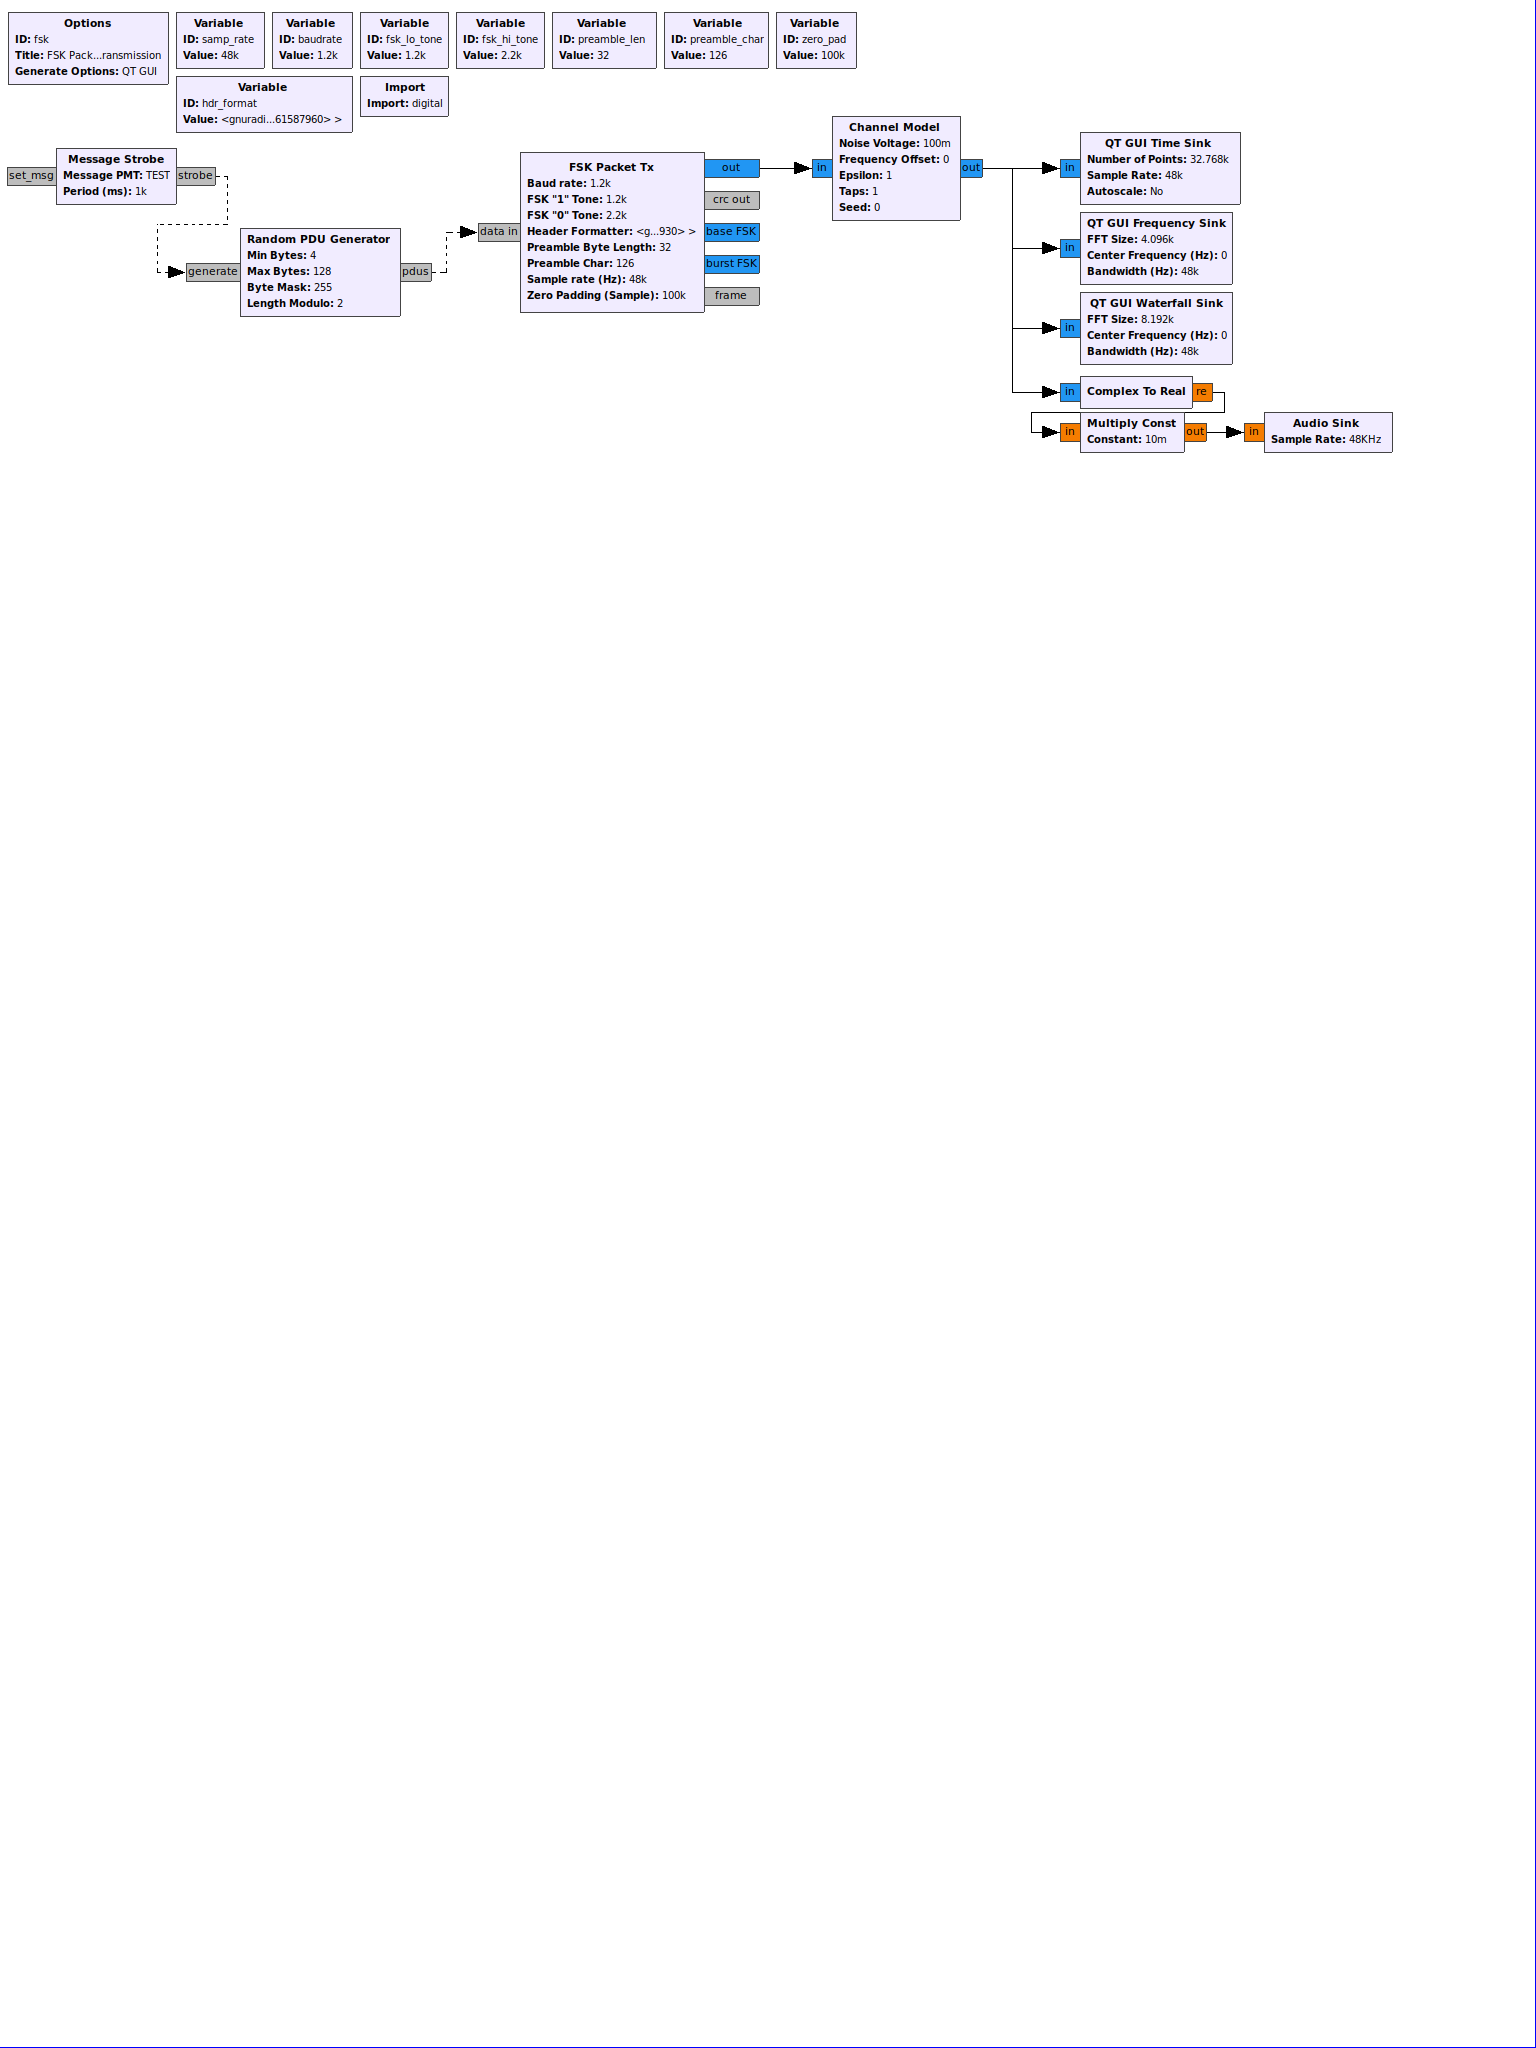 Options
ID: fsk
Title: FSK Pack...ransmission
Generate Options: QT GUI
Variable
ID: samp_rate
Value: 48k
Variable
ID: baudrate
Value: 1.2k
Variable
ID: fsk_lo_tone
Value: 1.2k
Variable
ID: fsk_hi_tone
Value: 2.2k
Variable
ID: preamble_len
Value: 32
Variable
ID: preamble_char
Value: 126
Variable
ID: zero_pad
Value: 100k
Variable
ID: hdr_format
Value: <gnuradi...61587960> >
Import
Import: digital
set_msg
Message Strobe
Message PMT: TEST
Period (ms): 1k
strobe
generate
Random PDU Generator
Min Bytes: 4
Max Bytes: 128
Byte Mask: 255
Length Modulo: 2
pdus
data in
FSK Packet Tx
Baud rate: 1.2k
FSK "1" Tone: 1.2k
FSK "0" Tone: 2.2k
Header Formatter: <g...930> >
Preamble Byte Length: 32
Preamble Char: 126
Sample rate (Hz): 48k
Zero Padding (Sample): 100k
out
crc out
base FSK
burst FSK
frame
in
Channel Model
Noise Voltage: 100m
Frequency Offset: 0
Epsilon: 1
Taps: 1
Seed: 0
out
in
QT GUI Time Sink
Number of Points: 32.768k
Sample Rate: 48k
Autoscale: No
in
QT GUI Frequency Sink
FFT Size: 4.096k
Center Frequency (Hz): 0
Bandwidth (Hz): 48k
in
QT GUI Waterfall Sink
FFT Size: 8.192k
Center Frequency (Hz): 0
Bandwidth (Hz): 48k
in
Complex To Real
re
in
Multiply Const
Constant: 10m
out
in
Audio Sink
Sample Rate: 48KHz